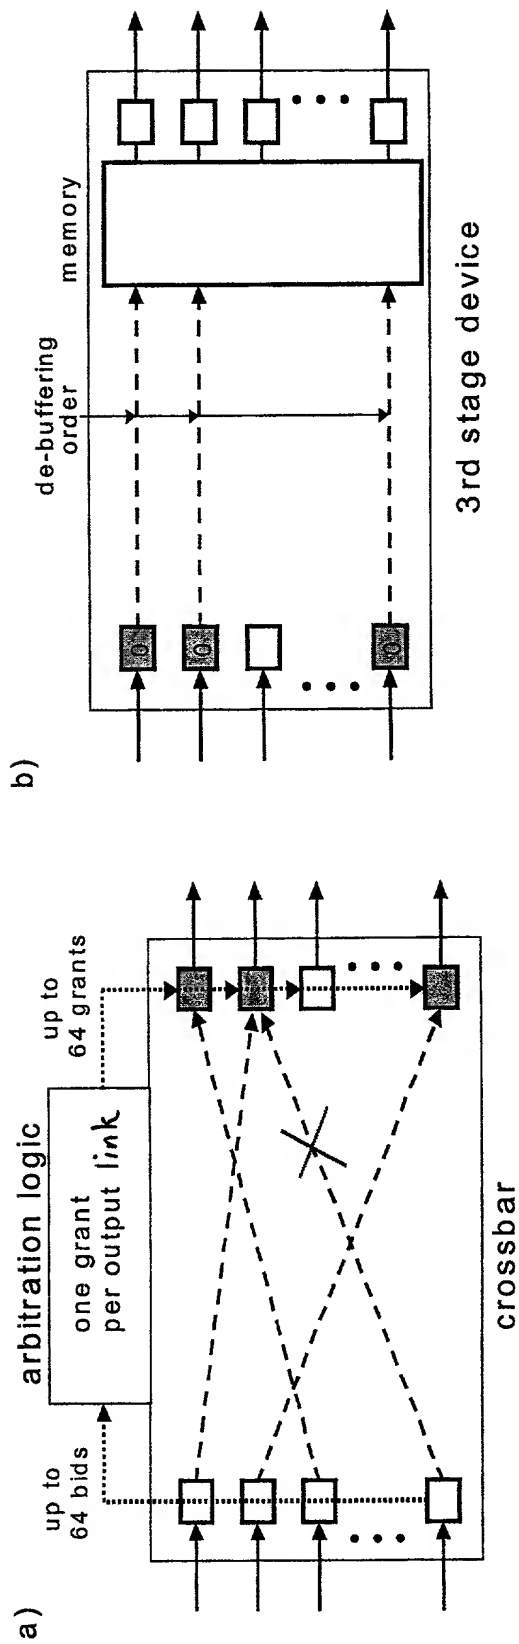 a)
arbitration logic
up to
64 bids
one grant
per output link
up to
64 grants
crossbar
b)
de-buffering
order
memory
0
0
0
3rd stage device